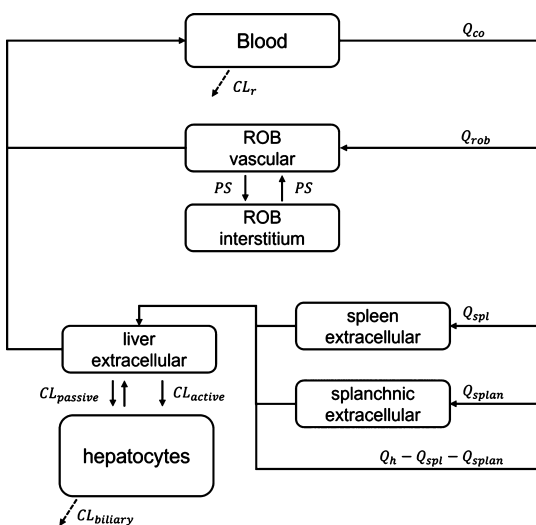 Blood
Q_co
CL_r
ROB
vascular
Q_rob
PS
PS
ROB
interstitium
spleen
extracellular
Q_spl
liver
extracellular
CL_passive
CL_active
splanchnic
extracellular
Q_splan
Q_h − Q_spl − Q_splan
hepatocytes
CL_biliary